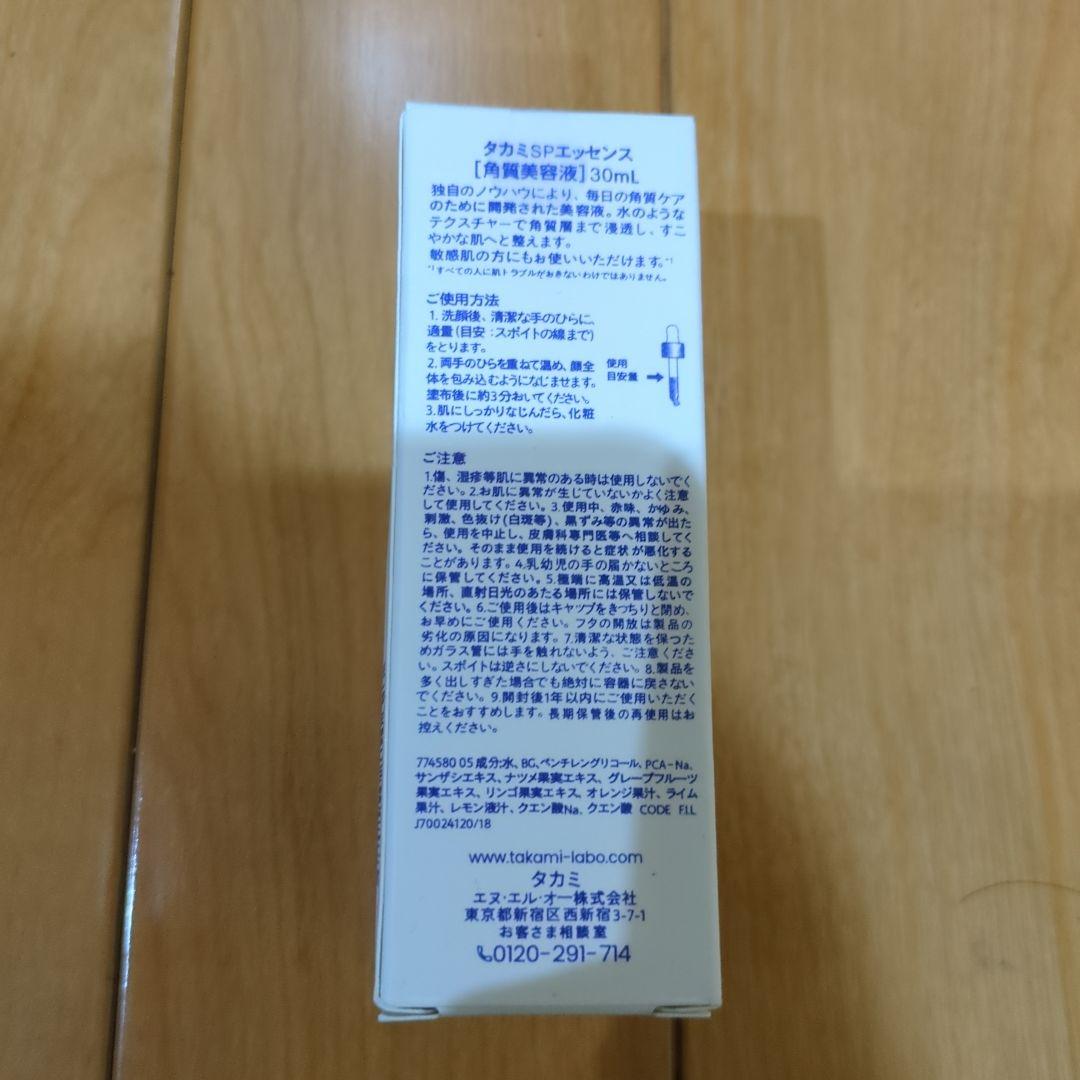 タカミSPエッセンス
[角質美容液]30mL
独自のノウハウにより、毎日の角質ケア
のために開発された美容液。水のような
テクスチャーで角質層まで浸透し、すこ
やかな肌へと整えます。
敏感肌の方にもお使いいただけます。*1
*1すべての人に肌トラブルがおきないわけではありません。
ご使用方法
1. 洗顔後、清潔な手のひらに、
適量(目安:スポイトの線まで)
をとります。
2. 両手のひらを重ねて温め、顔全
体を包み込むようになじませます。
塗布後に約3分おいてください。
3.肌にしっかりなじんだら、化粧
水をつけてください。
使用
目安量
ご注意
1.傷、湿疹等肌に異常のある時は使用しないでく
ださい。2.お肌に異常が生じていないかよく注意
して使用してください。3.使用中、赤味、かゆみ、
刺激、色抜け(白斑等)、黒ずみ等の異常が出た
ら、使用を中止し、皮膚科専門医等へ相談してく
ださい。そのまま使用を続けると症状が悪化する
ことがあります。4.乳幼児の手の届かないところ
に保管してください。5.極端に高温又は低温の
場所、直射日光のあたる場所には保管しないで
ください。6.ご使用後はキャップをきっちりと閉め、
お早めにご使用ください。フタの開放は製品の
劣化の原因になります。7.清潔な状態を保つた
めガラス管には手を触れないよう、ご注意くださ
い。スポイトは逆さにしないでください。8.製品を
多く出しすぎた場合でも絶対に容器に戻さない
でください。9.開封後1年以内にご使用いただく
ことをおすすめします。長期保管後の再使用はお
控えください。
774580 05 成分:水、BG、ペンチレングリコール、PCA-Na、
サンザシエキス、ナツメ果実エキス、グレープフルーツ
果実エキス、リンゴ果実エキス、オレンジ果汁、ライム
果汁、レモン液汁、クエン酸Na、クエン酸 CODE F.I.L
J70024120/18
www.takami-labo.com
タカミ
エヌ・エル・オー株式会社
東京都新宿区西新宿3-7-1
お客さま相談室
0120-291-714